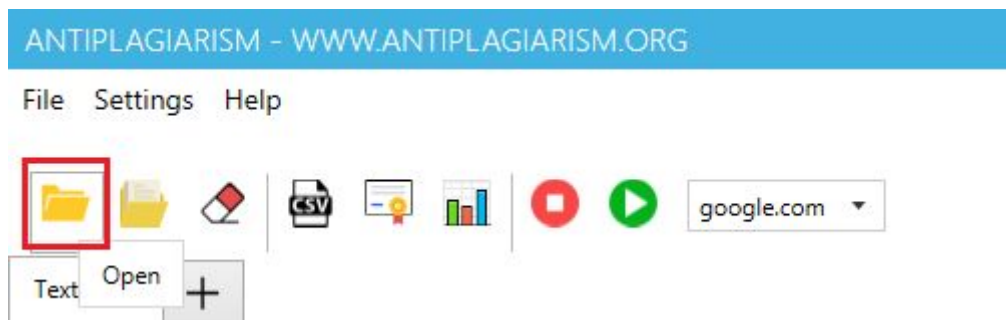 ANTIPLAGIARISM - WWW.ANTIPLAGIARISM.ORG
File Settings Help
CSV google.com
Text Open +